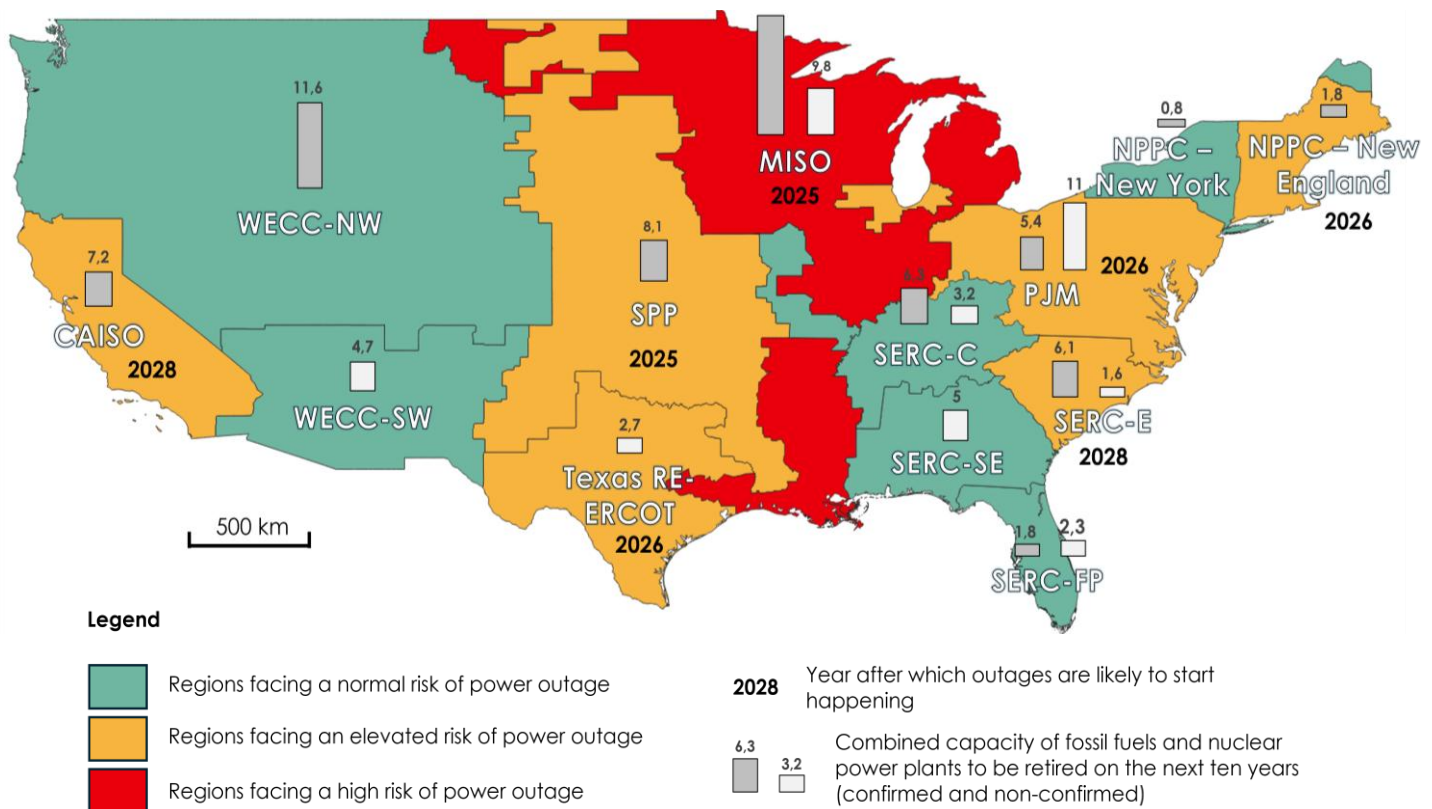 9,8
11,6
1,8
0,8
MISO
NPPC –
New York
NPPC – New
England
11
2025
WECC-NW
5,4
2026
8,1
2026
7,2
6,3
3,2
PJM
CAISO
SPP
SERC-C
4,7
6,1
2028
2025
1,6
WECC-SW
5
SERC-E
2,7
SERC-SE
2028
Texas RE-
ERCOT
500 km
1,8
2,3
2026
SERC-FP
Legend
Regions facing a normal risk of power outage
Regions facing an elevated risk of power outage
Regions facing a high risk of power outage
2028
Year after which outages are likely to start
happening
6,3
3,2
Combined capacity of fossil fuels and nuclear
power plants to be retired on the next ten years
(confirmed and non-confirmed)